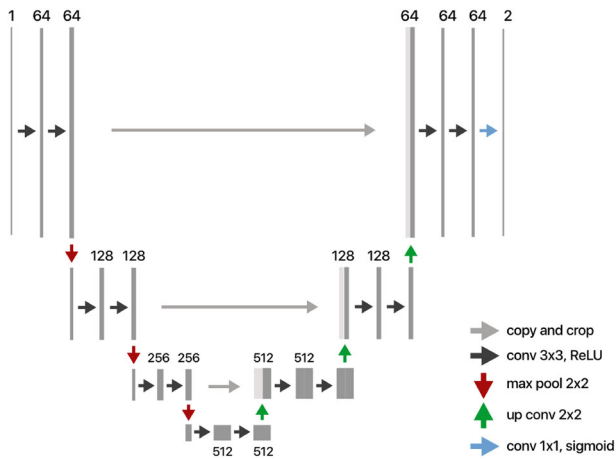 1 64 64 64 64 64 2
128 128 128 128
256 256 512 512
512 512
copy and crop
conv 3x3, ReLU
max pool 2x2
up conv 2x2
conv 1x1, sigmoid